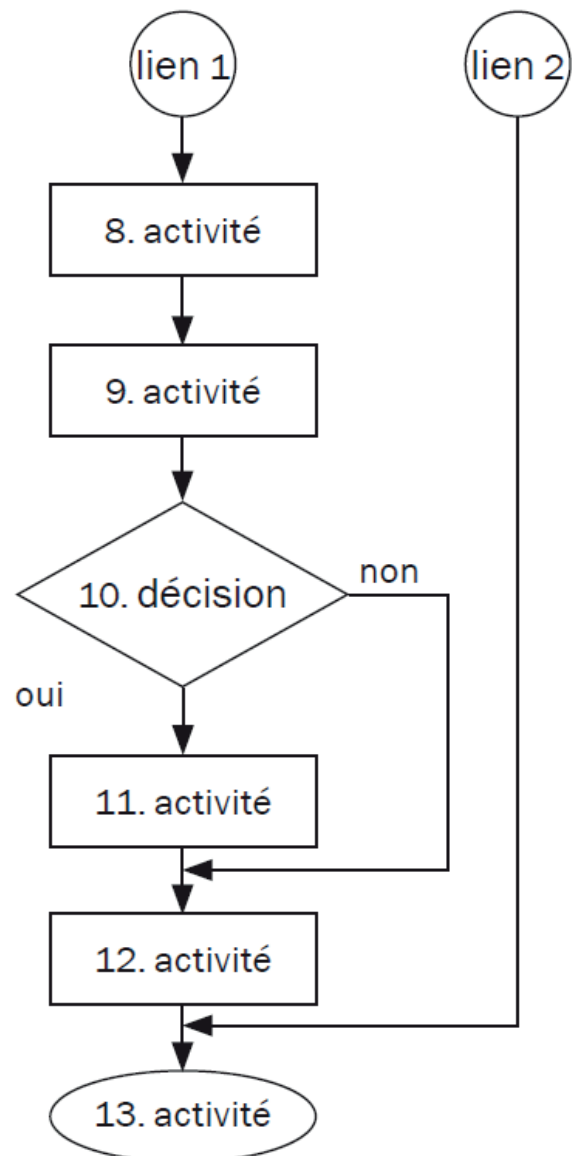 lien 1
lien 2
8. activité
9. activité
10. décision
non
oui
11. activité
12. activité
13. activité